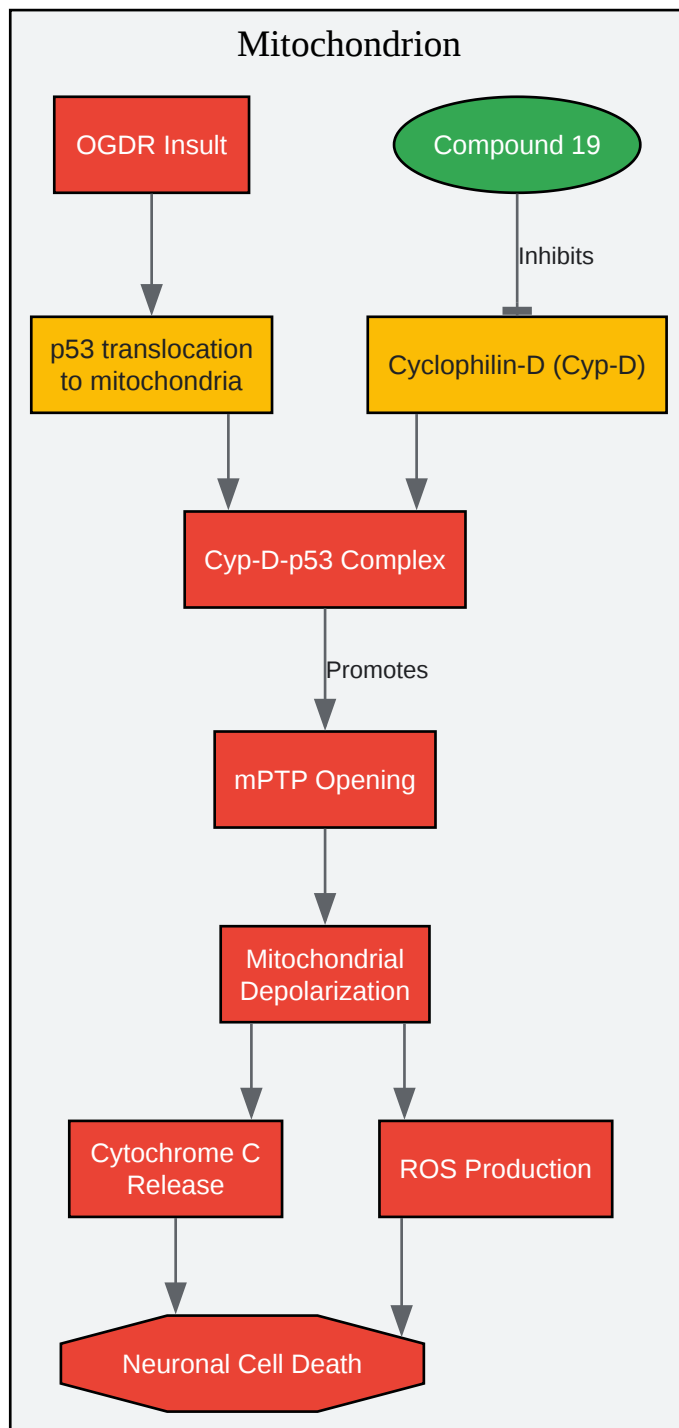 Mitochondrion
OGDR Insult
Compound 19
Inhibits
p53 translocation
to mitochondria
Cyclophilin-D (Cyp-D)
Cyp-D-p53 Complex
Promotes
mPTP Opening
Mitochondrial
Depolarization
Cytochrome C
Release
ROS Production
Neuronal Cell Death